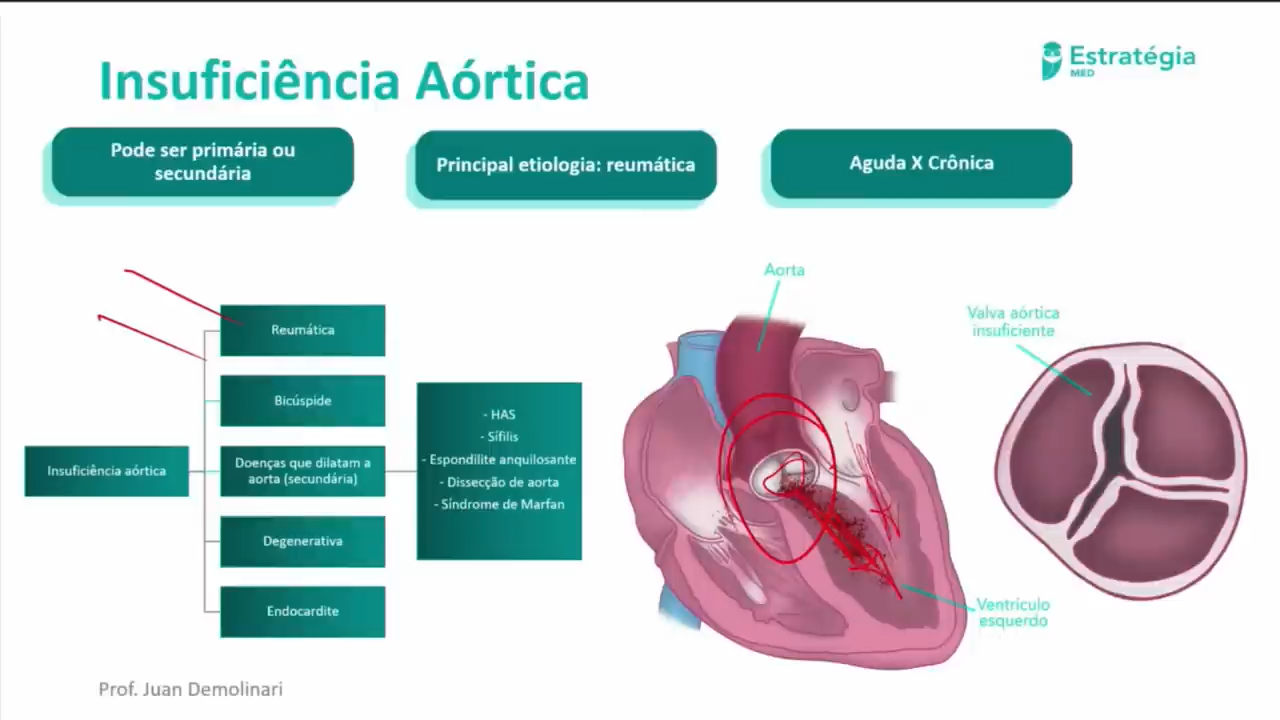 Insuficiência Aórtica
Estratégia
MED
Pode ser primária ou
secundária
Principal etiologia: reumática
Aguda X Crônica
Insuficiência aórtica
Reumática
Bicúspide
Doenças que dilatam a
aorta (secundária)
Degenerativa
Endocardite
- HAS
- Sífilis
- Espondilite anquilosante
- Dissecção de aorta
- Síndrome de Marfan
Aorta
Valva aórtica
insuficiente
Ventrículo
esquerdo
Prof. Juan Demolinari